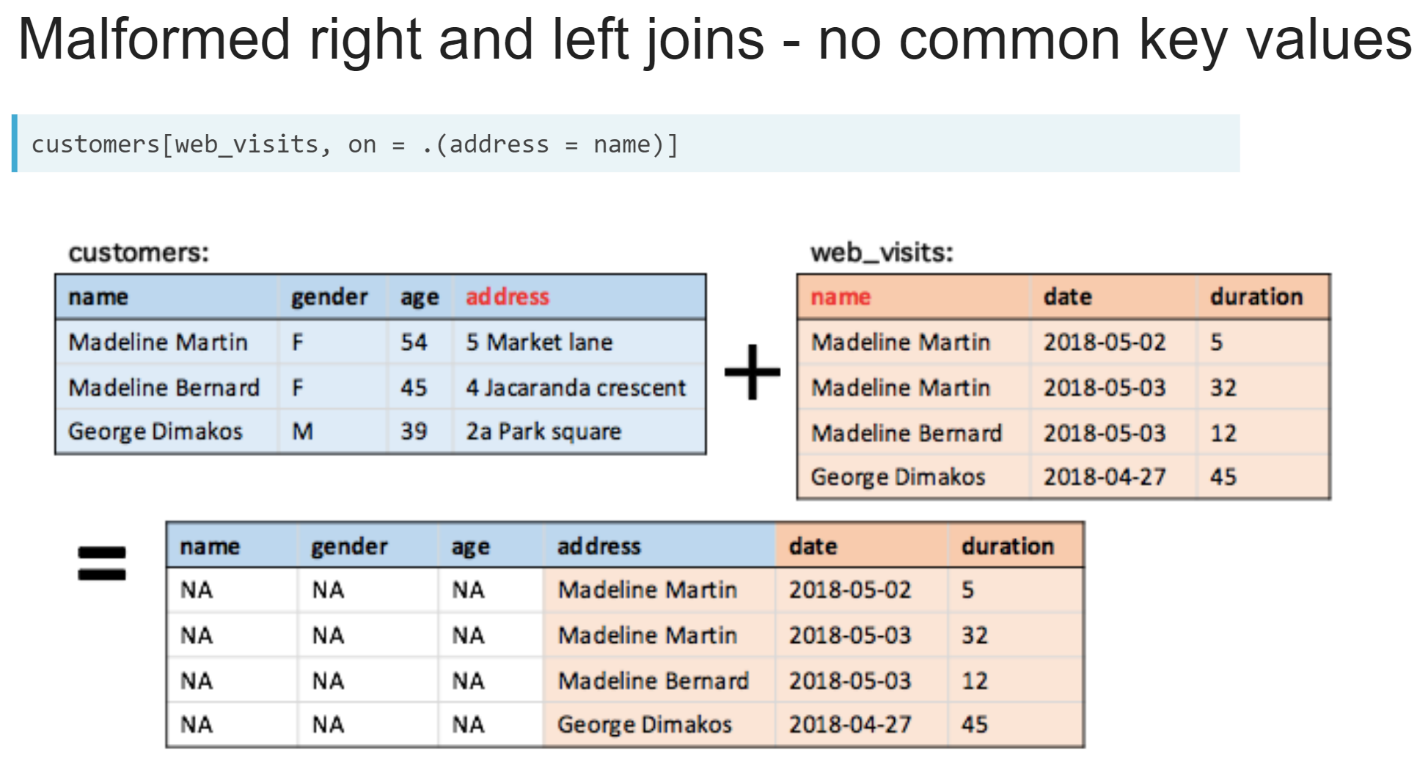 Malformed right and left joins - no common key values
customers[web_visits, on = .(address = name)]
customers:
name gender age address
Madeline Martin F 54 5 Market lane
Madeline Bernard F 45 4 Jacaranda crescent
George Dimakos M 39 2a Park square
+
web_visits:
name date duration
Madeline Martin 2018-05-02 5
Madeline Martin 2018-05-03 32
Madeline Bernard 2018-05-03 12
George Dimakos 2018-04-27 45
=
name gender age address date duration
NA NA NA Madeline Martin 2018-05-02 5
NA NA NA Madeline Martin 2018-05-03 32
NA NA NA Madeline Bernard 2018-05-03 12
NA NA NA George Dimakos 2018-04-27 45